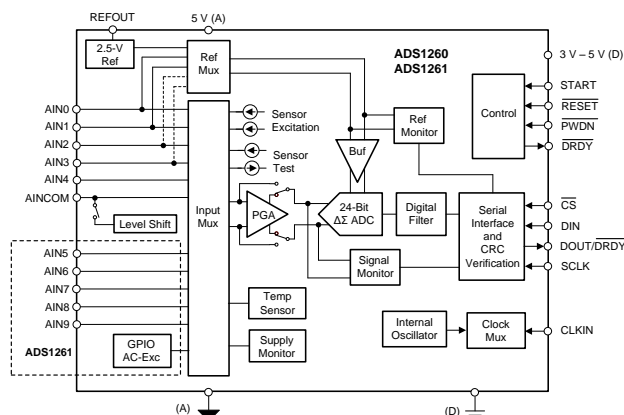 REFOUT
5 V (A)
2.5-V
Ref
Ref
Mux
ADS1260
ADS1261
3 V – 5 V (D)
AIN0
AIN1
AIN2
AIN3
AIN4
AINCOM
Level Shift
AIN5
AIN6
AIN7
AIN8
AIN9
ADS1261
GPIO
AC-Exc
Input
Mux
Sensor
Excitation
Sensor
Test
PGA
Buf
Ref
Monitor
24-Bit
ΔΣ ADC
Digital
Filter
Signal
Monitor
Temp
Sensor
Supply
Monitor
Control
Serial
Interface
and
CRC
Verification
Internal
Oscillator
Clock
Mux
START
RESET
PWDN
DRDY
CS
DIN
DOUT/DRDY
SCLK
CLKIN
(A)
(D)